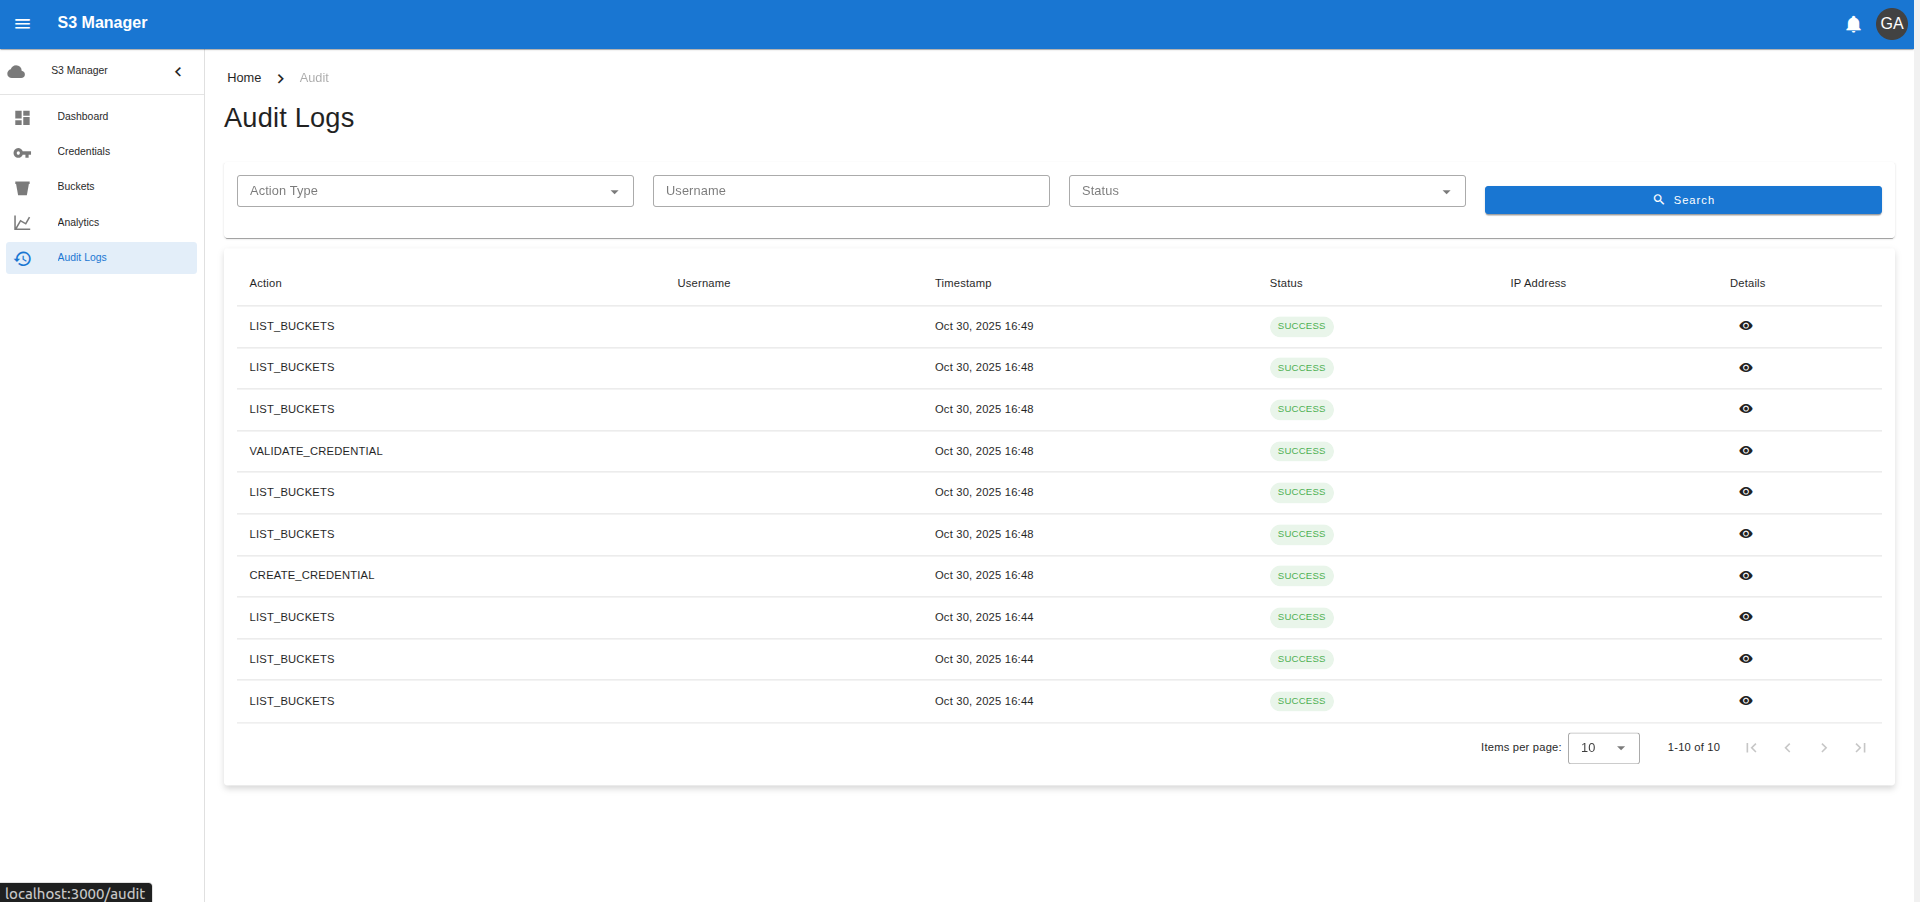 S3 Manager
GA
S3 Manager
Dashboard
Credentials
Buckets
Analytics
Audit Logs
Home Audit
Audit Logs
Action Type Username Status Search
Action Username Timestamp Status IP Address Details
LIST_BUCKETS Oct 30, 2025 16:49 SUCCESS
LIST_BUCKETS Oct 30, 2025 16:48 SUCCESS
LIST_BUCKETS Oct 30, 2025 16:48 SUCCESS
VALIDATE_CREDENTIAL Oct 30, 2025 16:48 SUCCESS
LIST_BUCKETS Oct 30, 2025 16:48 SUCCESS
LIST_BUCKETS Oct 30, 2025 16:48 SUCCESS
CREATE_CREDENTIAL Oct 30, 2025 16:48 SUCCESS
LIST_BUCKETS Oct 30, 2025 16:44 SUCCESS
LIST_BUCKETS Oct 30, 2025 16:44 SUCCESS
LIST_BUCKETS Oct 30, 2025 16:44 SUCCESS
Items per page: 10 1-10 of 10
localhost:3000/audit